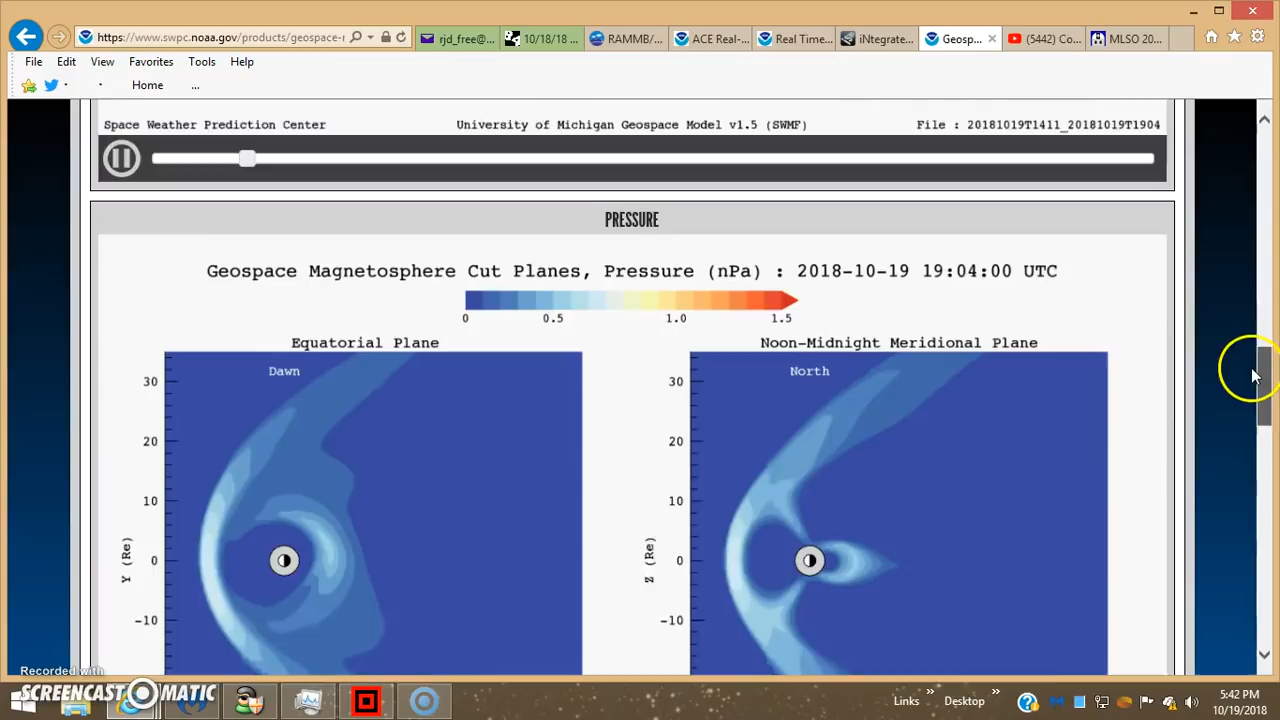 https://www.swpc.noaa.gov/products/geospace-r
rjd_free@...
10/18/18 ...
RAMMB/...
ACE Real-...
Real Time...
iNtegrate...
Geosp...
(5442) Co...
MLSO 20...
File Edit View Favorites Tools Help
Home ...
Space Weather Prediction Center
University of Michigan Geospace Model v1.5 (SWMF)
File : 20181019T1411_20181019T1904
PRESSURE
Geospace Magnetosphere Cut Planes, Pressure (nPa) : 2018-10-19 19:04:00 UTC
0 0.5 1.0 1.5
Equatorial Plane
Noon-Midnight Meridional Plane
Dawn
North
30
20
10
0
-10
Y (Re)
30
20
10
0
-10
Z (Re)
Recorded with
SCREENCAST-O-MATIC
Links »
Desktop »
5:42 PM
10/19/2018